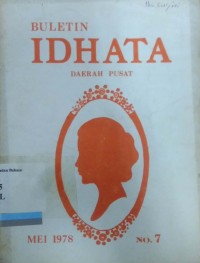 BULETIN
IDHATA
DAERAH PUSAT
MEI 1978 NO. 7